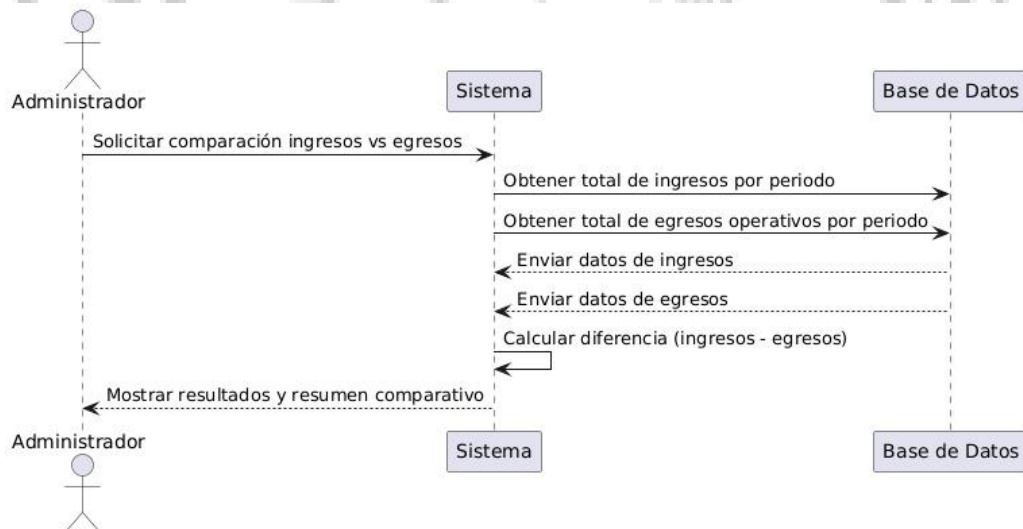 Administrador
Sistema
Base de Datos
Solicitar comparación ingresos vs egresos
Obtener total de ingresos por periodo
Obtener total de egresos operativos por periodo
Enviar datos de ingresos
Enviar datos de egresos
Calcular diferencia (ingresos - egresos)
Mostrar resultados y resumen comparativo
Administrador
Sistema
Base de Datos